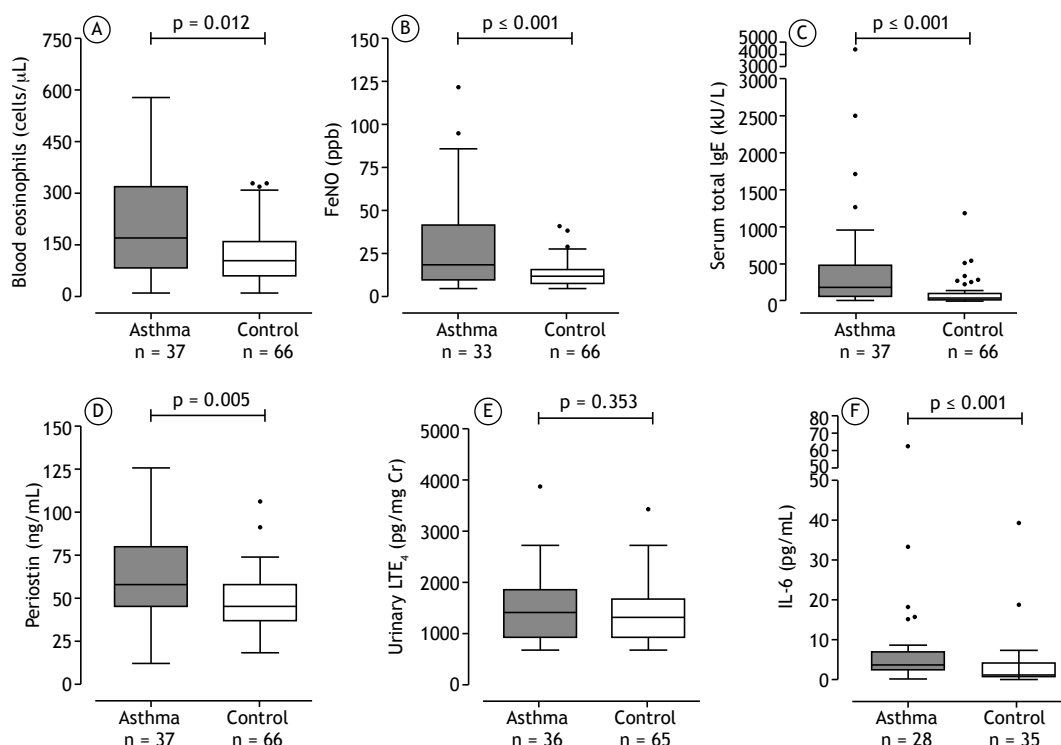 A
p = 0.012
Blood eosinophils (cells/μL)
750
600
450
300
150
0
Asthma
n = 37
Control
n = 66
B
p ≤ 0.001
FeNO (ppb)
150
125
100
75
50
25
0
Asthma
n = 33
Control
n = 66
C
p ≤ 0.001
Serum total IgE (kU/L)
5000
4000
3000
3000
2000
1000
500
0
Asthma
n = 37
Control
n = 66
D
p = 0.005
Periostin (ng/mL)
150
125
100
75
50
25
0
Asthma
n = 37
Control
n = 66
E
p = 0.353
Urinary LTE₄ (pg/mg Cr)
5000
4000
3000
2000
1000
0
Asthma
n = 36
Control
n = 65
F
p ≤ 0.001
IL-6 (pg/mL)
80
70
60
50
50
40
30
20
10
0
Asthma
n = 28
Control
n = 35